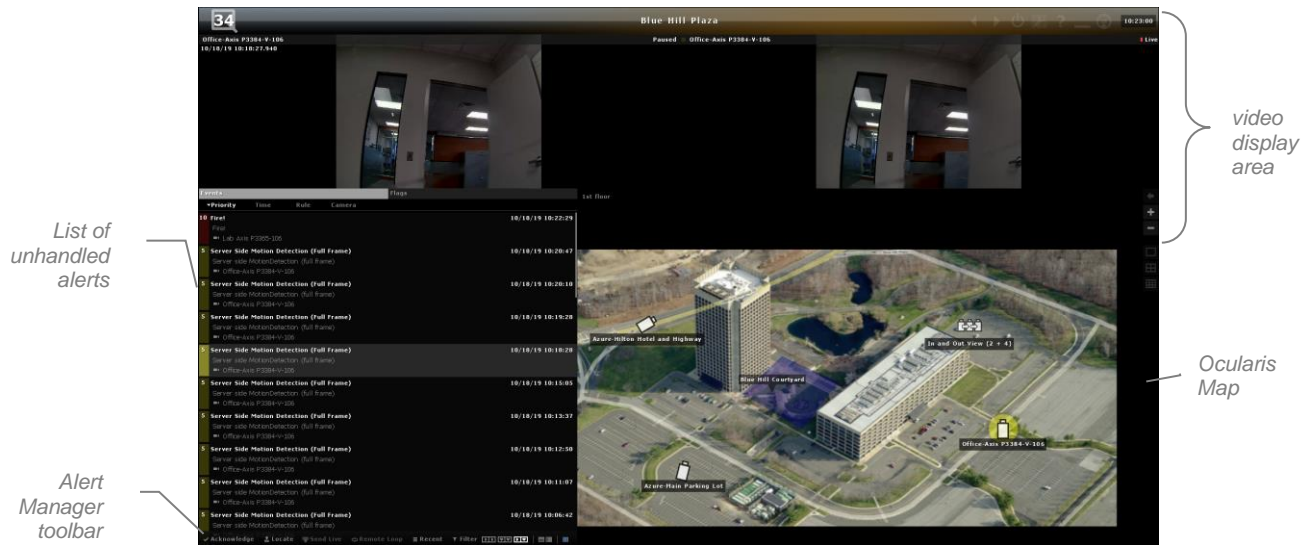 34
Blue Hill Plaza
10:23:00
Office-Axis P3384-V-106
10/18/19 10:18:27.940
Paused
Office-Axis P3384-V-106
Live
video
display
area
Events
Flags
1st floor
Priority Time Rule Camera
List of
unhandled
alerts
10 Fire! 10/18/19 10:22:29
Fire!
Lab Axis P3365-106
5 Server Side Motion Detection (Full Frame) 10/18/19 10:20:47
Server side MotionDetection (full frame)
Office-Axis P3384-V-106
5 Server Side Motion Detection (Full Frame) 10/18/19 10:20:10
Server side MotionDetection (full frame)
Office-Axis P3384-V-106
5 Server Side Motion Detection (Full Frame) 10/18/19 10:19:28
Server side MotionDetection (full frame)
Office-Axis P3384-V-106
5 Server Side Motion Detection (Full Frame) 10/18/19 10:18:28
Server side MotionDetection (full frame)
Office-Axis P3384-V-106
5 Server Side Motion Detection (Full Frame) 10/18/19 10:15:05
Server side MotionDetection (full frame)
Office-Axis P3384-V-106
5 Server Side Motion Detection (Full Frame) 10/18/19 10:13:37
Server side MotionDetection (full frame)
Office-Axis P3384-V-106
5 Server Side Motion Detection (Full Frame) 10/18/19 10:12:50
Server side MotionDetection (full frame)
Office-Axis P3384-V-106
5 Server Side Motion Detection (Full Frame) 10/18/19 10:11:07
Server side MotionDetection (full frame)
Office-Axis P3384-V-106
5 Server Side Motion Detection (Full Frame) 10/18/19 10:06:42
Server side MotionDetection (full frame)
Azure-Hilton Hotel and Highway
In and Out View (2 + 4)
Blue Hill Courtyard
Office-Axis P3384-V-106
Azure-Main Parking Lot
Ocularis
Map
Alert
Manager
toolbar
Acknowledge Locate Send Live Remote Loop Recent Filter